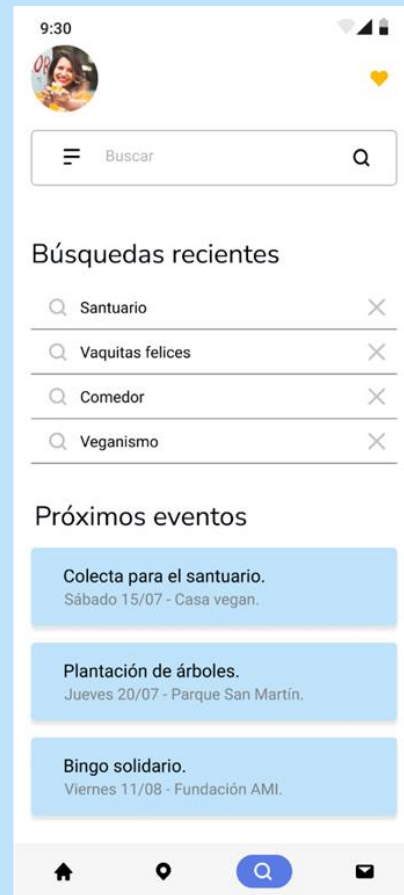 9:30
OR
Buscar
Búsquedas recientes
Santuario
Vaquitas felices
Comedor
Veganismo
Próximos eventos
Colecta para el santuario.
Sábado 15/07 - Casa vegan.
Plantación de árboles.
Jueves 20/07 - Parque San Martín.
Bingo solidario.
Viernes 11/08 - Fundación AMI.